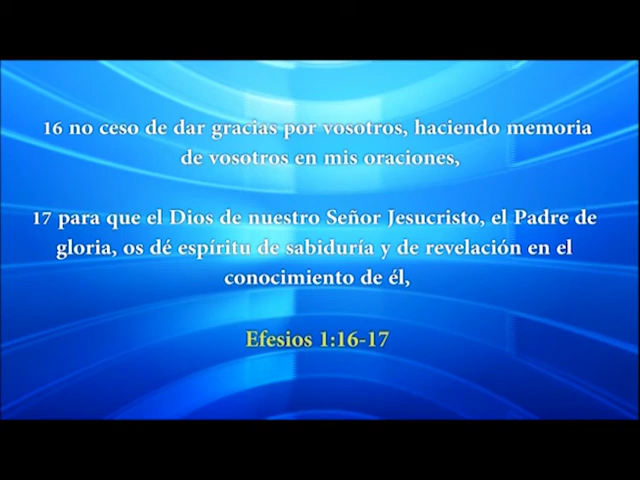 16 no ceso de dar gracias por vosotros, haciendo memoria
de vosotros en mis oraciones,
17 para que el Dios de nuestro Señor Jesucristo, el Padre de
gloria, os dé espíritu de sabiduría y de revelación en el
conocimiento de él,
Efesios 1:16-17